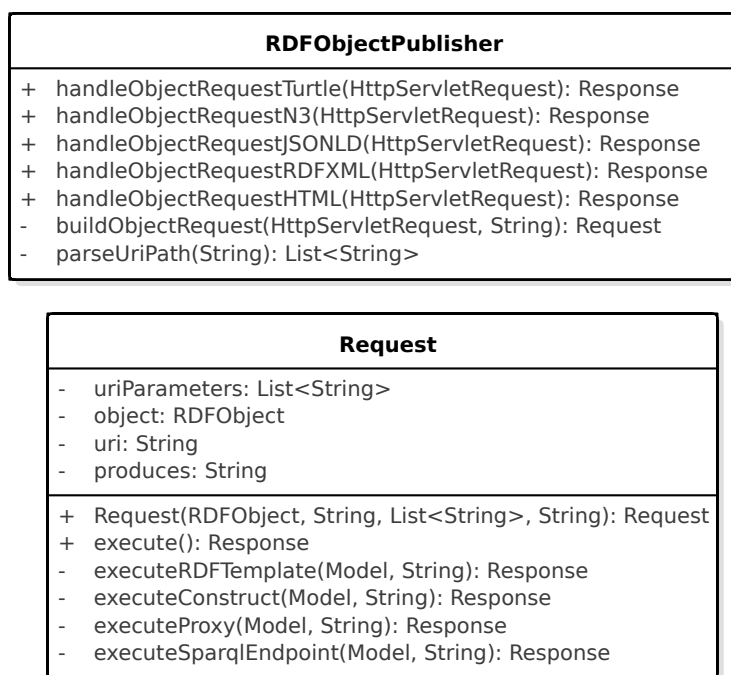 RDFObjectPublisher
+ handleObjectRequestTurtle(HttpServletRequest): Response
+ handleObjectRequestN3(HttpServletRequest): Response
+ handleObjectRequestJSONLD(HttpServletRequest): Response
+ handleObjectRequestRDFXML(HttpServletRequest): Response
+ handleObjectRequestHTML(HttpServletRequest): Response
- buildObjectRequest(HttpServletRequest, String): Request
- parseUriPath(String): List<String>
Request
- uriParameters: List<String>
- object: RDFObject
- uri: String
- produces: String
+ Request(RDFObject, String, List<String>, String): Request
+ execute(): Response
- executeRDFTemplate(Model, String): Response
- executeConstruct(Model, String): Response
- executeProxy(Model, String): Response
- executeSparqlEndpoint(Model, String): Response